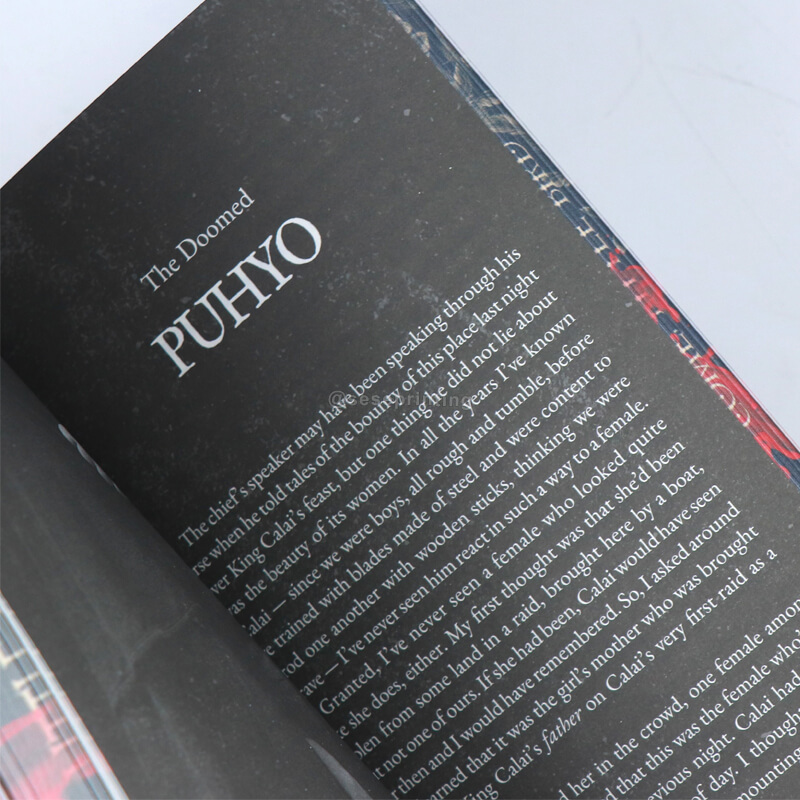 The Doomed
PUHYO
The chief's speaker may have been speaking through his
rse when he told tales of the bounty of this place last night
ver King Calai's feast, but one thing he did not lie about
was the beauty of its women. In all the years I've known
alai — since we were boys, all rough and tumble, before
e trained with blades made of steel and were content to
rod one another with wooden sticks, thinking we were
ave — I've never seen him react in such a way to a female.
Granted, I've never seen a female who looked quite
e she does, either. My first thought was that she'd been
len from some land in a raid, brought here by a boat,
t not one of ours. If she had been, Calai would have seen
r then and I would have remembered. So, I asked around
arned that it was the girl's mother who was brought
ing Calai's father on Calai's very first raid as a
d her in the crowd, one female amon
d that this was the female who'
evious night. Calai had
of day. I though
mounting
@cessprinting